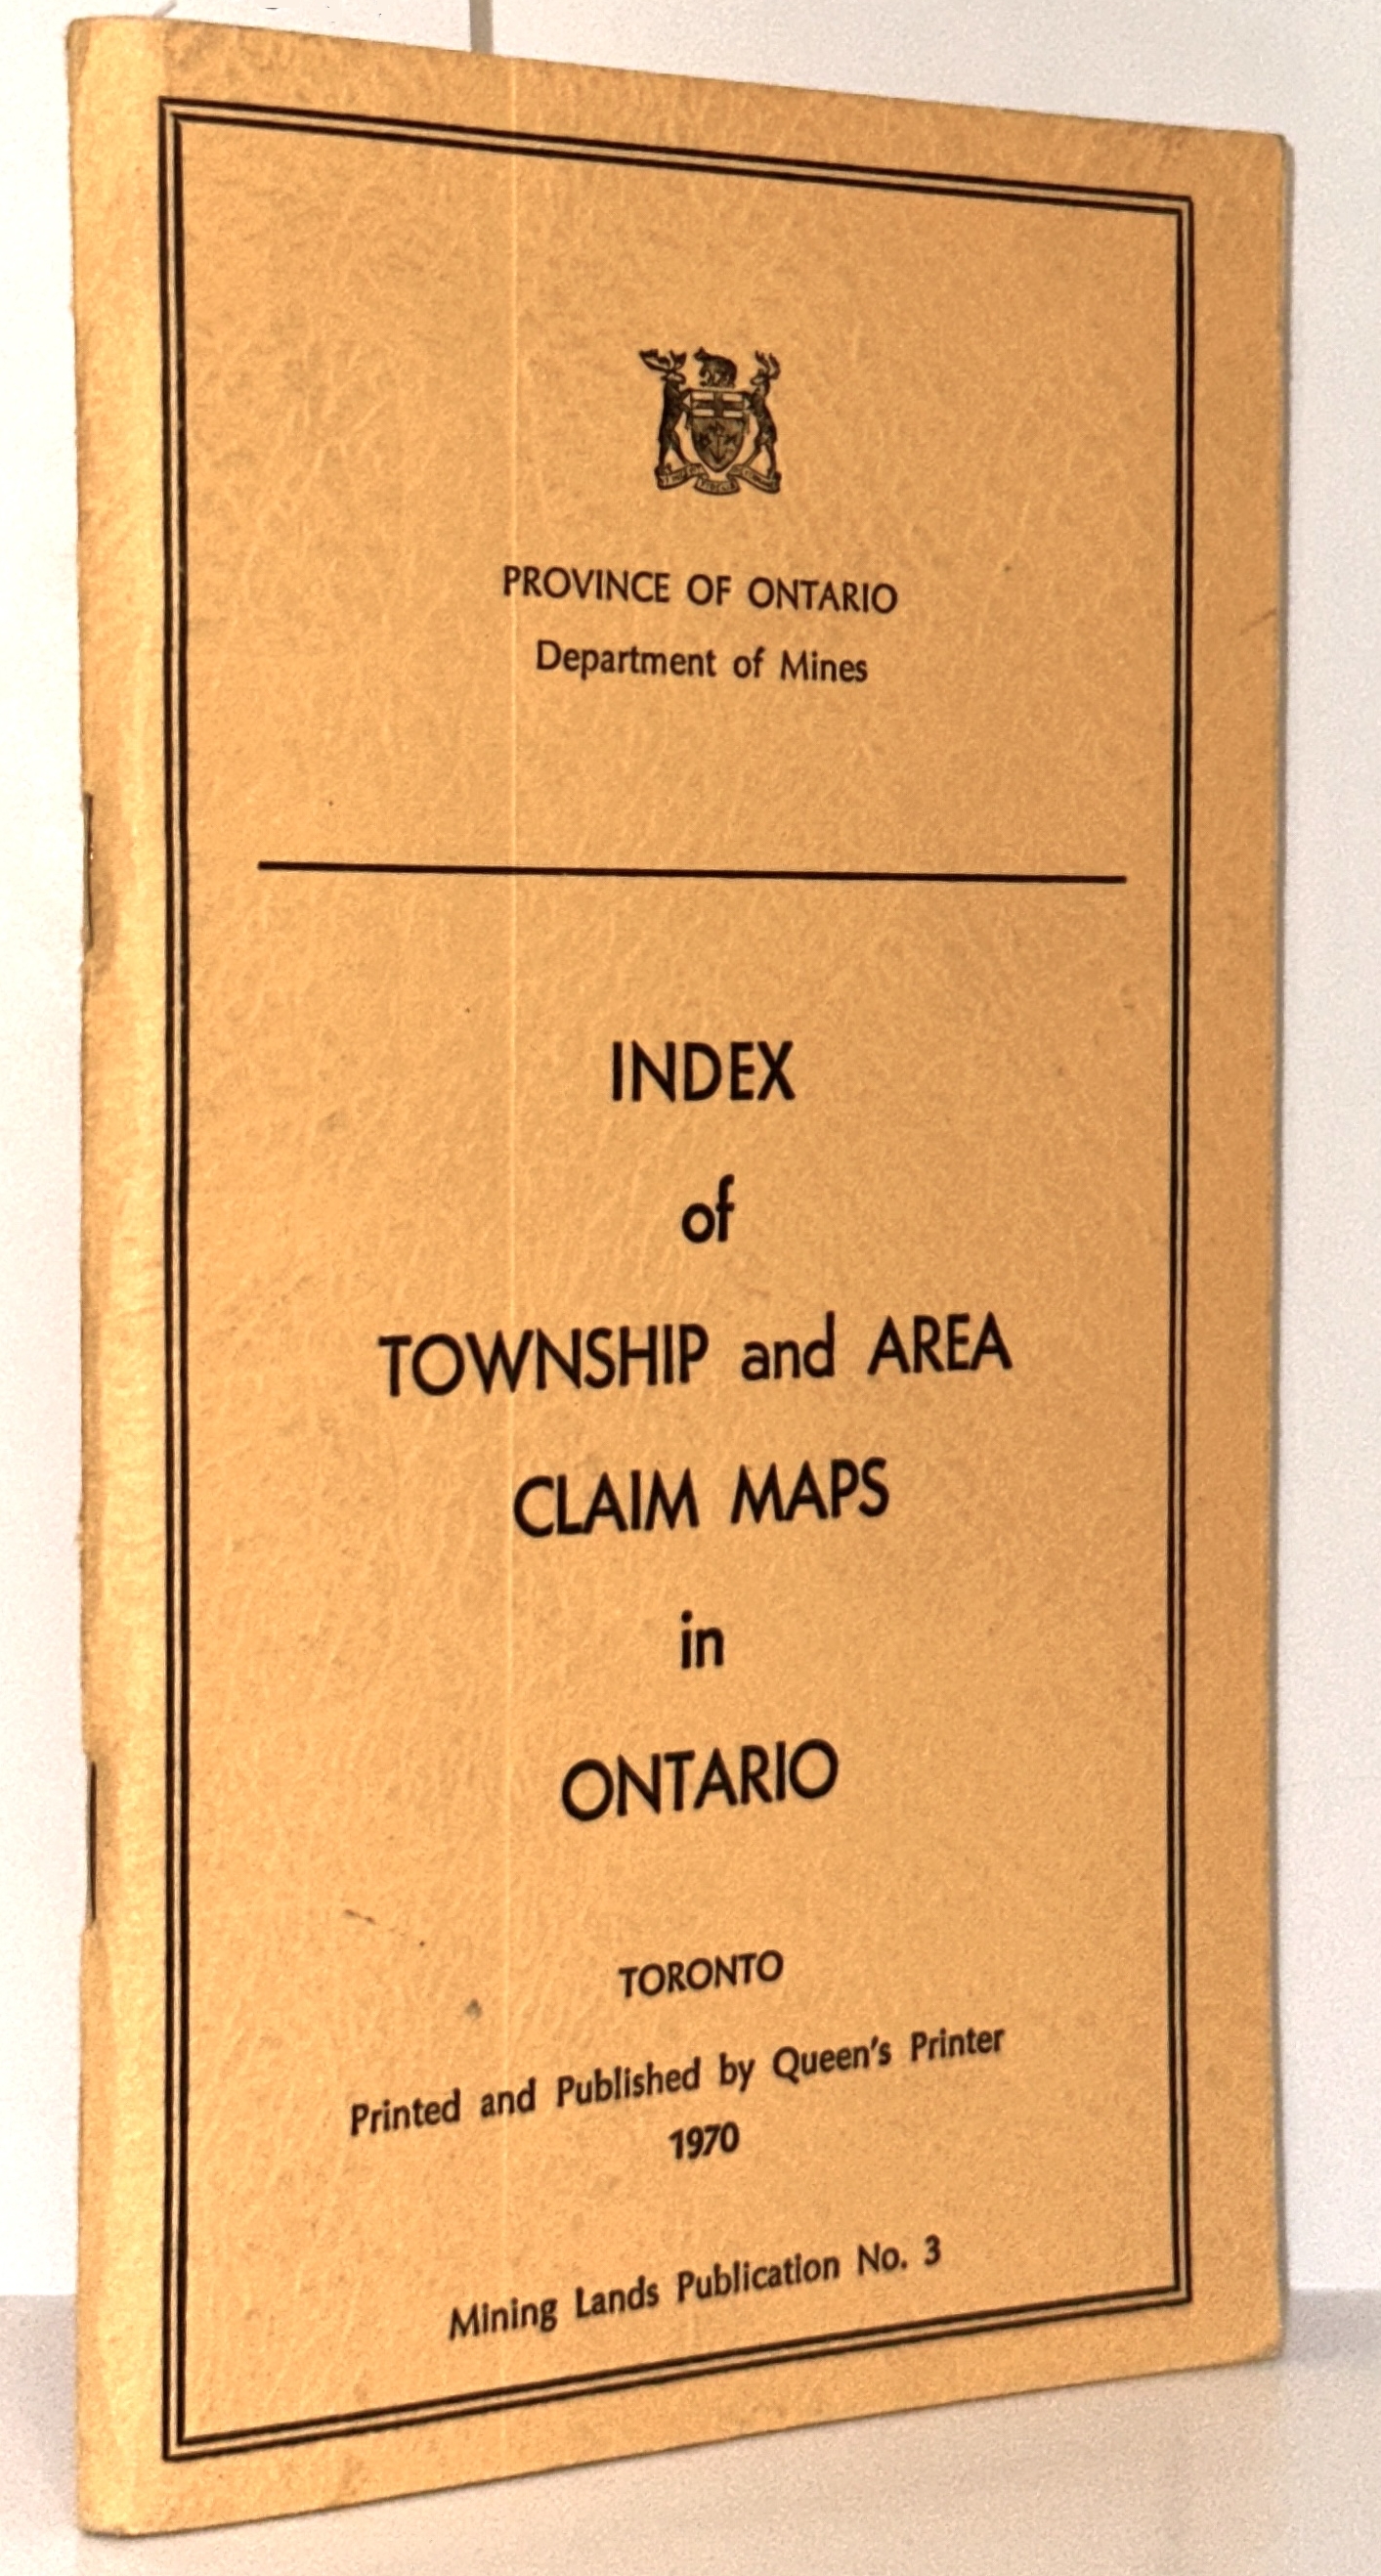 PROVINCE OF ONTARIO
Department of Mines
INDEX
of
TOWNSHIP and AREA
CLAIM MAPS
in
ONTARIO
TORONTO
Printed and Published by Queen's Printer
1970
Mining Lands Publication No. 3